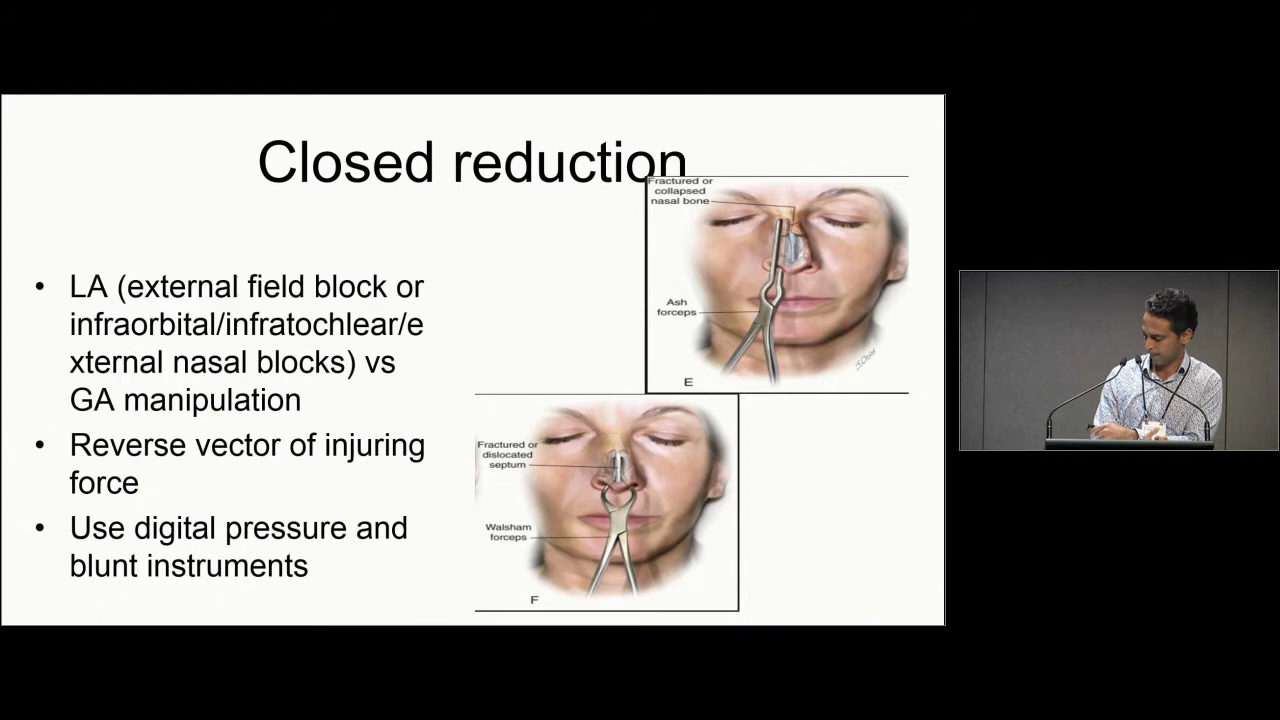 Closed reduction
• LA (external field block or
infraorbital/infratochlear/e
xternal nasal blocks) vs
GA manipulation
• Reverse vector of injuring
force
• Use digital pressure and
blunt instruments
Fractured or
collapsed
nasal bone
Ash
forceps
E
Fractured or
dislocated
septum
Walsham
forceps
F